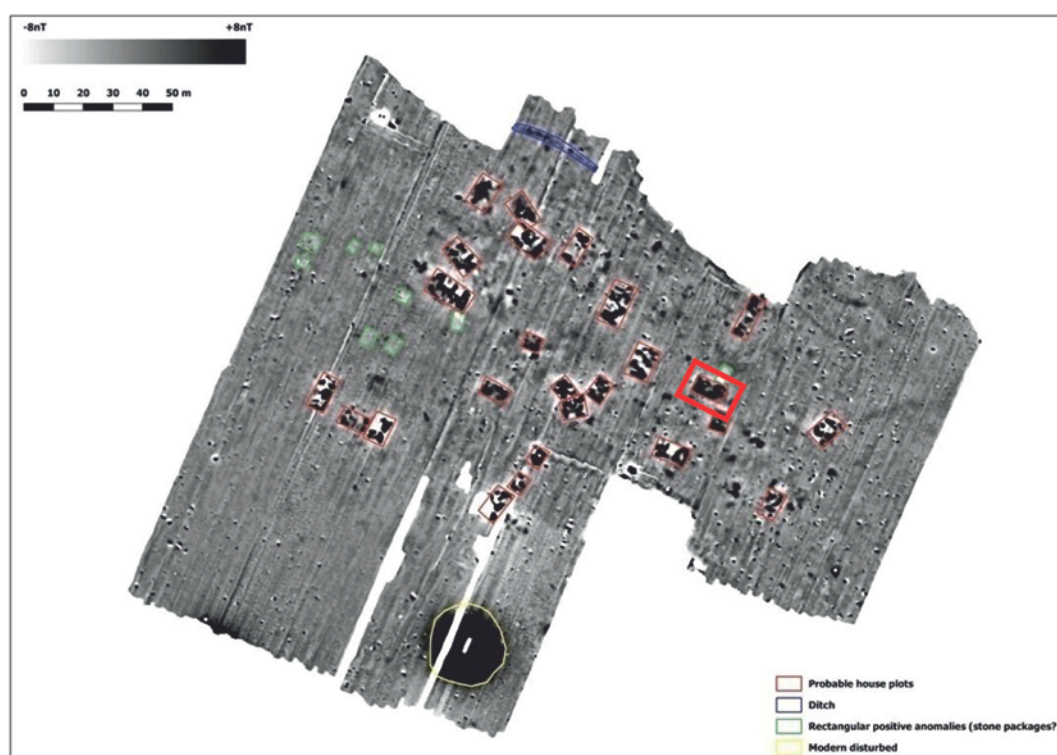 -8nT +8nT
0 10 20 30 40 50 m
Probable house plots
Ditch
Rectangular positive anomalies (stone packages?
Modern disturbed